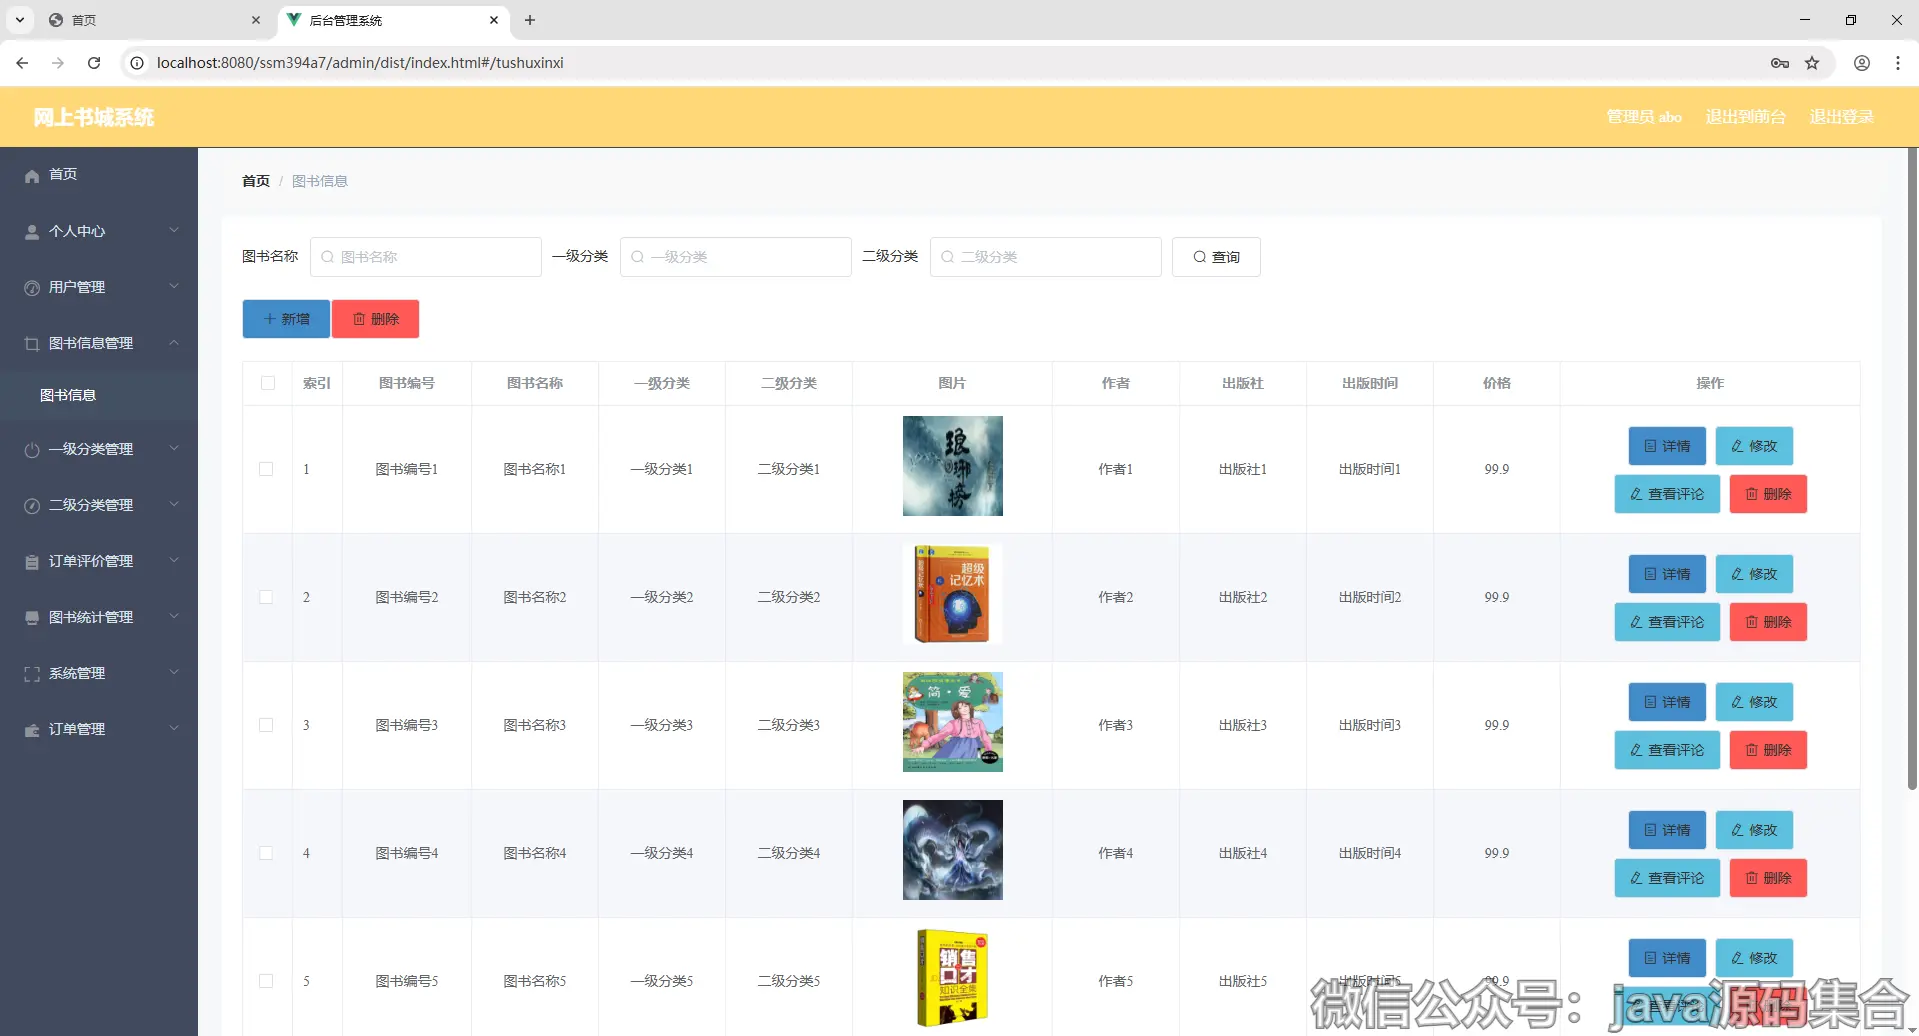 首页
后台管理系统
localhost:8080/ssm394a7/admin/dist/index.html#/tushuxinxi
网上书城系统
管理员 abo 退出到前台 退出登录
首页
个人中心
用户管理
图书信息管理
图书信息
一级分类管理
二级分类管理
订单评价管理
图书统计管理
系统管理
订单管理
首页 / 图书信息
图书名称 图书名称 一级分类 一级分类 二级分类 二级分类 查询
新增 删除
索引 图书编号 图书名称 一级分类 二级分类 图片 作者 出版社 出版时间 价格 操作
琅琊榜
1 图书编号1 图书名称1 一级分类1 二级分类1 作者1 出版社1 出版时间1 99.9
详情 修改
查看评论 删除
超级
记忆术
2 图书编号2 图书名称2 一级分类2 二级分类2 作者2 出版社2 出版时间2 99.9
详情 修改
查看评论 删除
简·爱
3 图书编号3 图书名称3 一级分类3 二级分类3 作者3 出版社3 出版时间3 99.9
详情 修改
查看评论 删除
4 图书编号4 图书名称4 一级分类4 二级分类4 作者4 出版社4 出版时间4 99.9
详情 修改
查看评论 删除
销售
口才
知识全集
5 图书编号5 图书名称5 一级分类5 二级分类5 作者5 出版社5 出版时间5 99.9
详情 修改
查看评论 删除
微信公众号：java源码集合